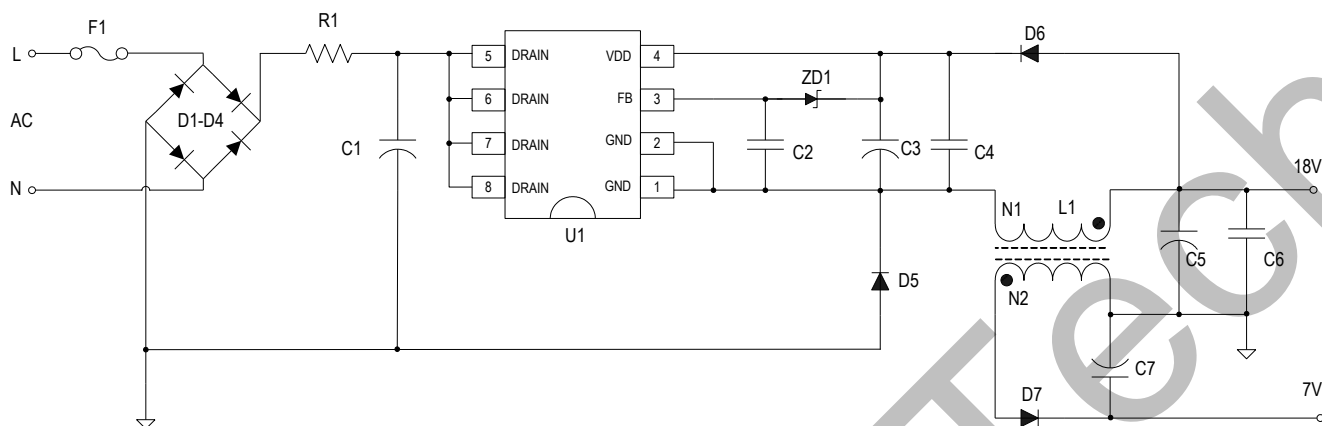 F1
R1
L
AC
N
D1-D4
C1
5 DRAIN
6 DRAIN
7 DRAIN
8 DRAIN
VDD 4
FB 3
GND 2
GND 1
U1
ZD1
C2
C3
C4
D6
D5
N1 L1
N2
18V
C5
C6
C7
D7
7V
Tech